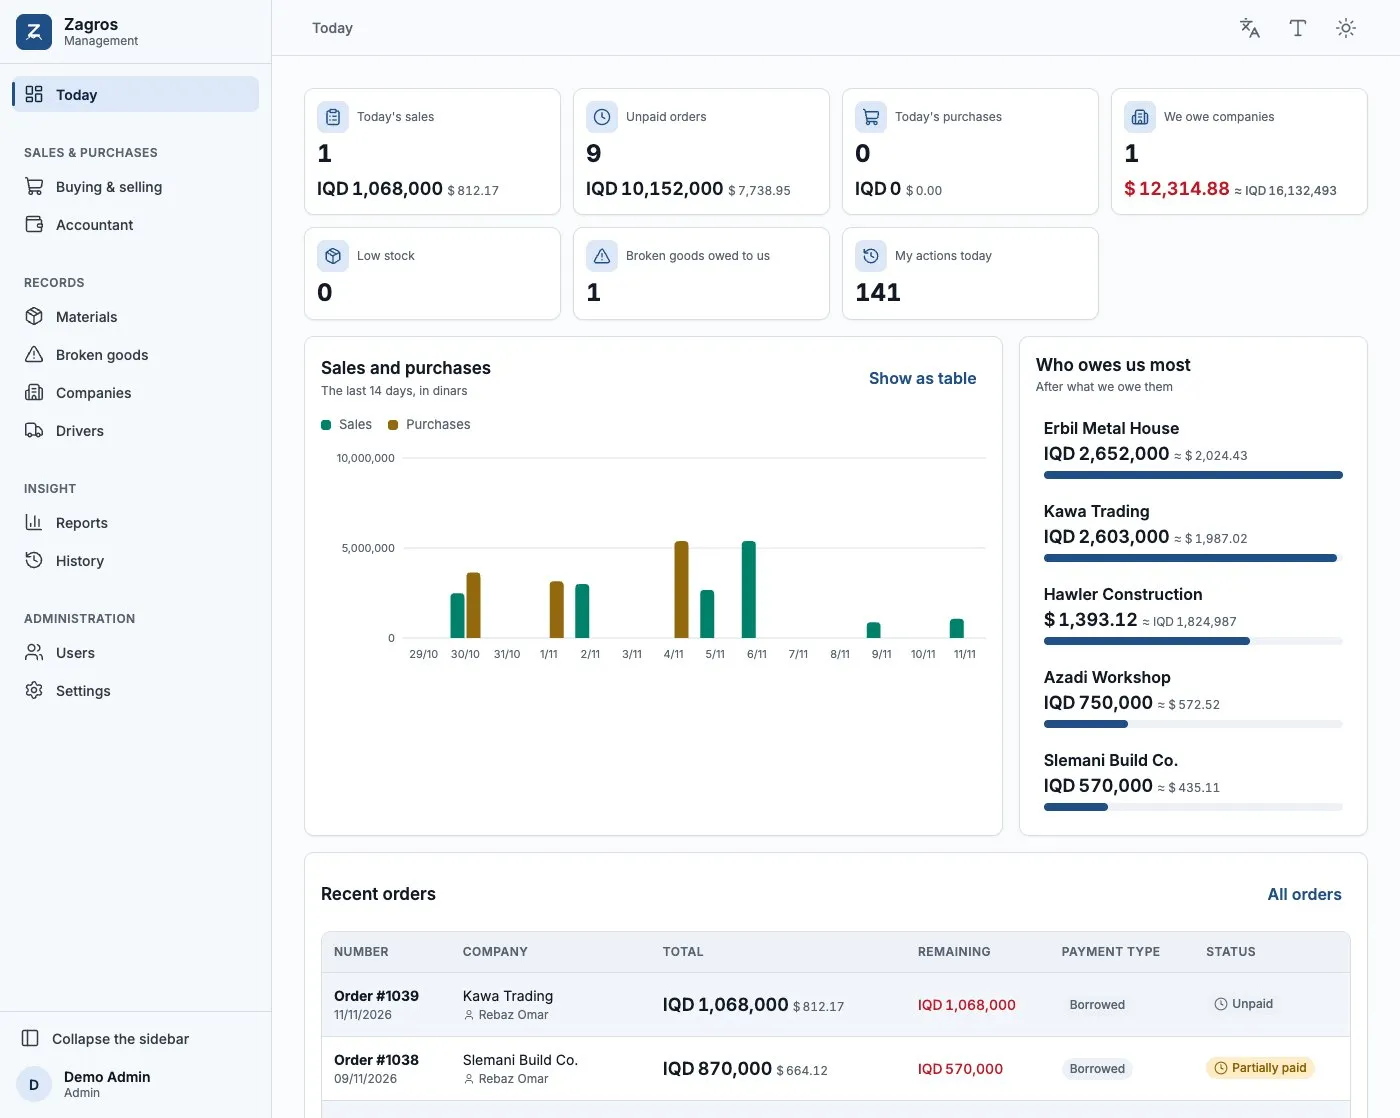 Zagros
Management
Today
Today
SALES & PURCHASES
Buying & selling
Accountant
RECORDS
Materials
Broken goods
Companies
Drivers
INSIGHT
Reports
History
ADMINISTRATION
Users
Settings
Collapse the sidebar
D
Demo Admin
Admin
Today's sales
1
IQD 1,068,000 $ 812.17
Unpaid orders
9
IQD 10,152,000 $ 7,738.95
Today's purchases
0
IQD 0 $ 0.00
We owe companies
1
$ 12,314.88 ≈ IQD 16,132,493
Low stock
0
Broken goods owed to us
1
My actions today
141
Sales and purchases
The last 14 days, in dinars
Show as table
Sales Purchases
10,000,000
5,000,000
0
29/10 30/10 31/10 1/11 2/11 3/11 4/11 5/11 6/11 7/11 8/11 9/11 10/11 11/11
Who owes us most
After what we owe them
Erbil Metal House
IQD 2,652,000 ≈ $ 2,024.43
Kawa Trading
IQD 2,603,000 ≈ $ 1,987.02
Hawler Construction
$ 1,393.12 ≈ IQD 1,824,987
Azadi Workshop
IQD 750,000 ≈ $ 572.52
Slemani Build Co.
IQD 570,000 ≈ $ 435.11
Recent orders
All orders
NUMBER COMPANY TOTAL REMAINING PAYMENT TYPE STATUS
Order #1039 Kawa Trading IQD 1,068,000 $ 812.17 IQD 1,068,000 Borrowed Unpaid
11/11/2026 Rebaz Omar
Order #1038 Slemani Build Co. IQD 870,000 $ 664.12 IQD 570,000 Borrowed Partially paid
09/11/2026 Rebaz Omar